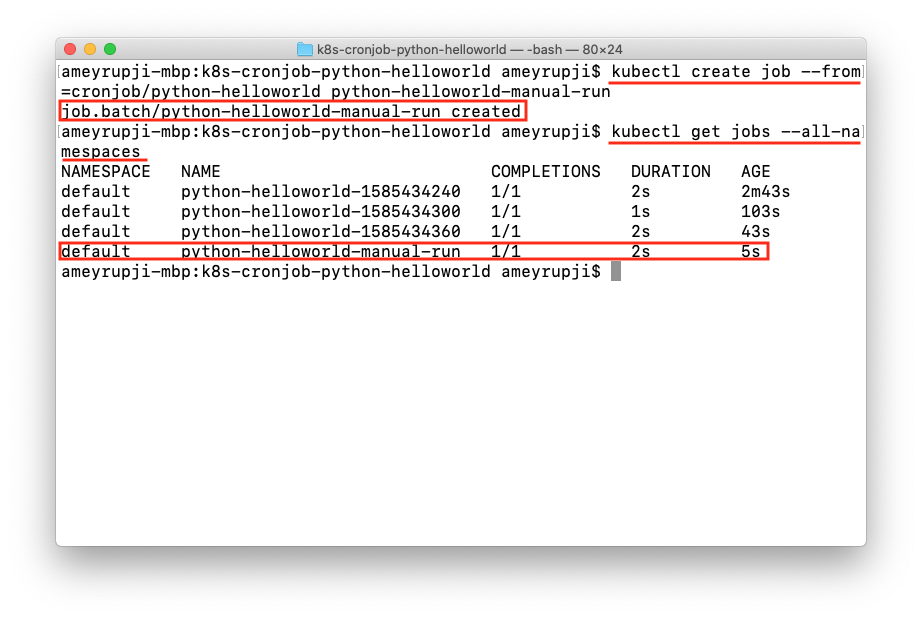 k8s-cronjob-python-helloworld — -bash — 80×24
[ameyrupji-mbp:k8s-cronjob-python-helloworld ameyrupji$ kubectl create job --from]
=cronjob/python-helloworld python-helloworld-manual-run
job.batch/python-helloworld-manual-run created
[ameyrupji-mbp:k8s-cronjob-python-helloworld ameyrupji$ kubectl get jobs --all-na]
mespaces
NAMESPACE   NAME                           COMPLETIONS   DURATION   AGE
default     python-helloworld-1585434240   1/1           2s         2m43s
default     python-helloworld-1585434300   1/1           1s         103s
default     python-helloworld-1585434360   1/1           2s         43s
default     python-helloworld-manual-run   1/1           2s         5s
ameyrupji-mbp:k8s-cronjob-python-helloworld ameyrupji$